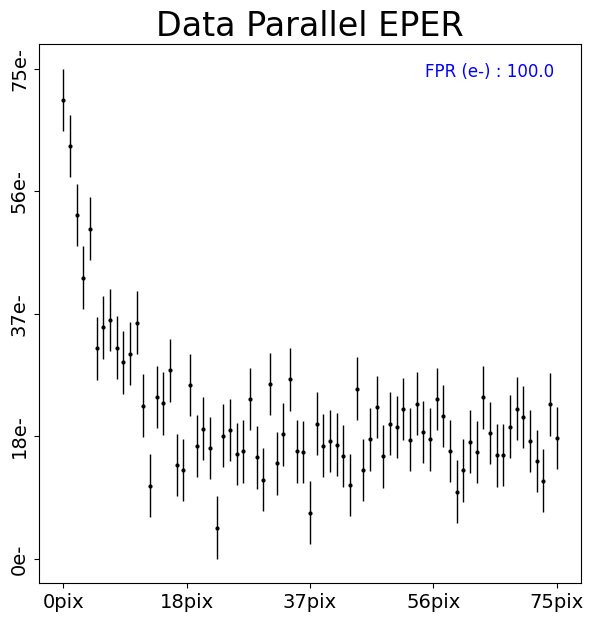 Data Parallel EPER
FPR (e-) : 100.0
75e-
56e-
37e-
18e-
0e-
0pix 18pix 37pix 56pix 75pix